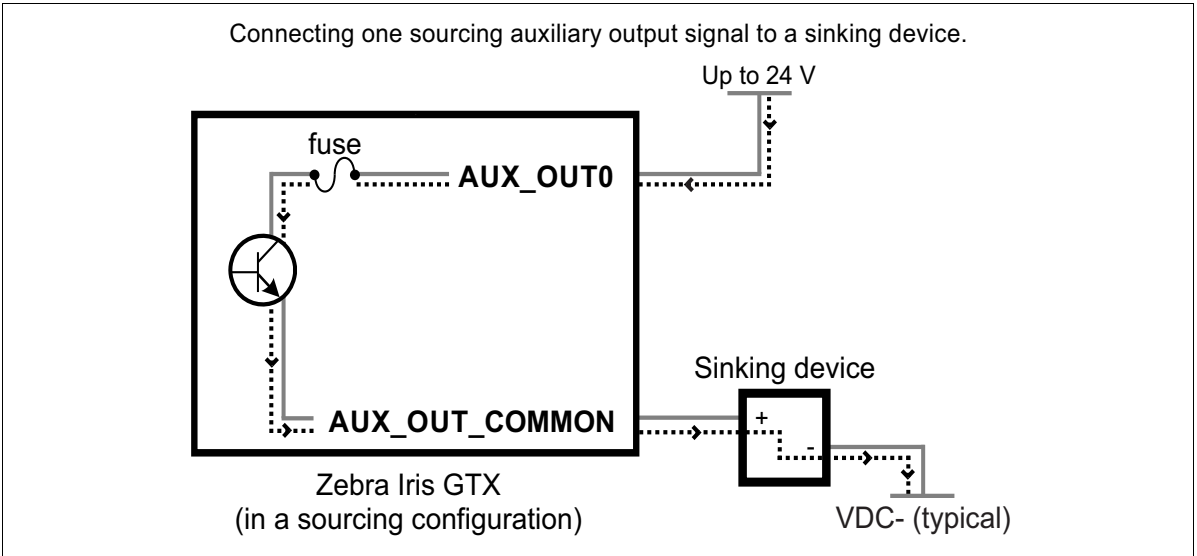 Connecting one sourcing auxiliary output signal to a sinking device.
Up to 24 V
fuse
AUX_OUT0
Sinking device
AUX_OUT_COMMON
+
-
Zebra Iris GTX
(in a sourcing configuration)
VDC- (typical)